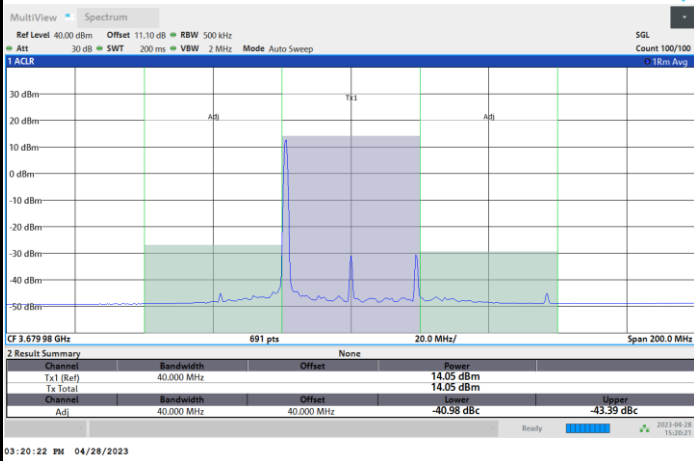 MultiView Spectrum
Ref Level 40.00 dBm Offset 11.10 dB RBW 500 kHz SGL
Att 30 dB SWT 200 ms VBW 2 MHz Mode Auto Sweep Count 100/100
1 ACLR 1Rm Avg
30 dBm
Tx1
20 dBm Adj Adj
10 dBm
0 dBm
-10 dBm
-20 dBm
-30 dBm
-40 dBm
-50 dBm
CF 3.67998 GHz 691 pts 20.0 MHz/ Span 200.0 MHz
2 Result Summary None
Channel Bandwidth Offset Power
Tx1 (Ref) 40.000 MHz 14.05 dBm
Tx Total 14.05 dBm
Channel Bandwidth Offset Lower Upper
Adj 40.000 MHz 40.000 MHz -40.98 dBc -43.39 dBc
Ready 2023-04-28
15:20:21
03:20:22 PM 04/28/2023